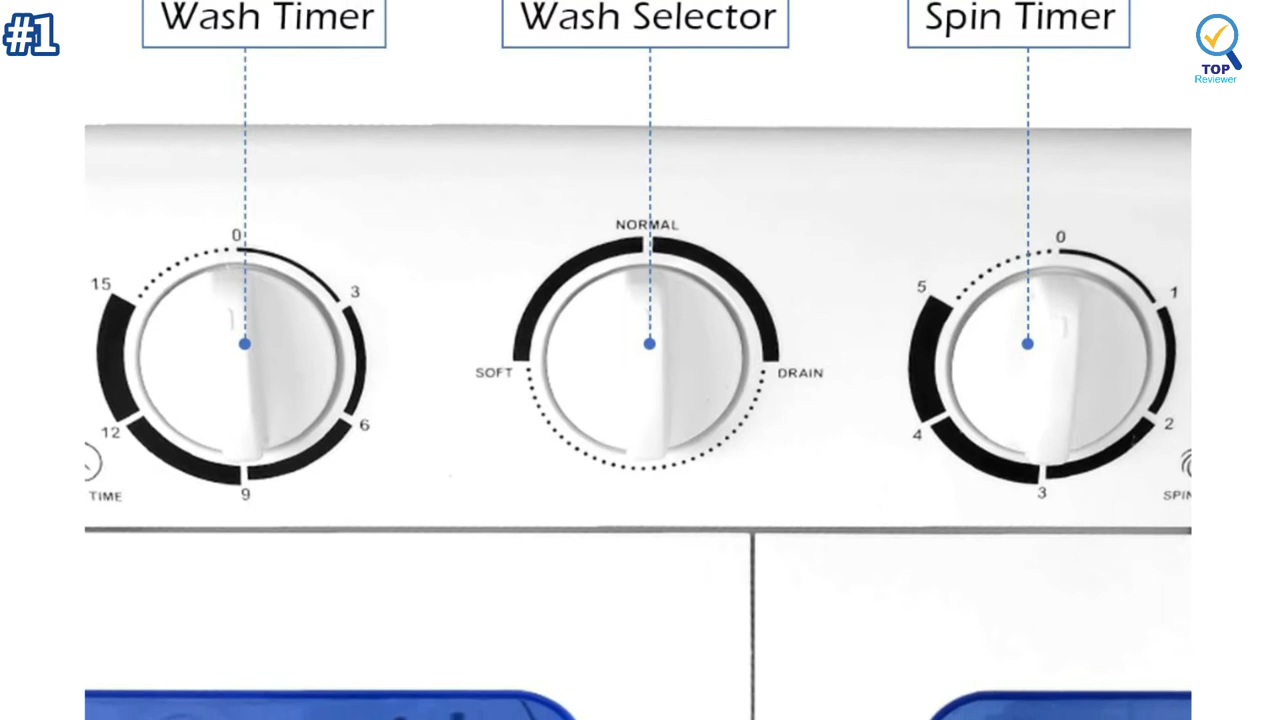 #1
Wash Timer
Wash Selector
Spin Timer
TOP
Reviewer
0
3
6
9
12
15
TIME
NORMAL
SOFT
DRAIN
0
1
2
3
4
5
SPIN